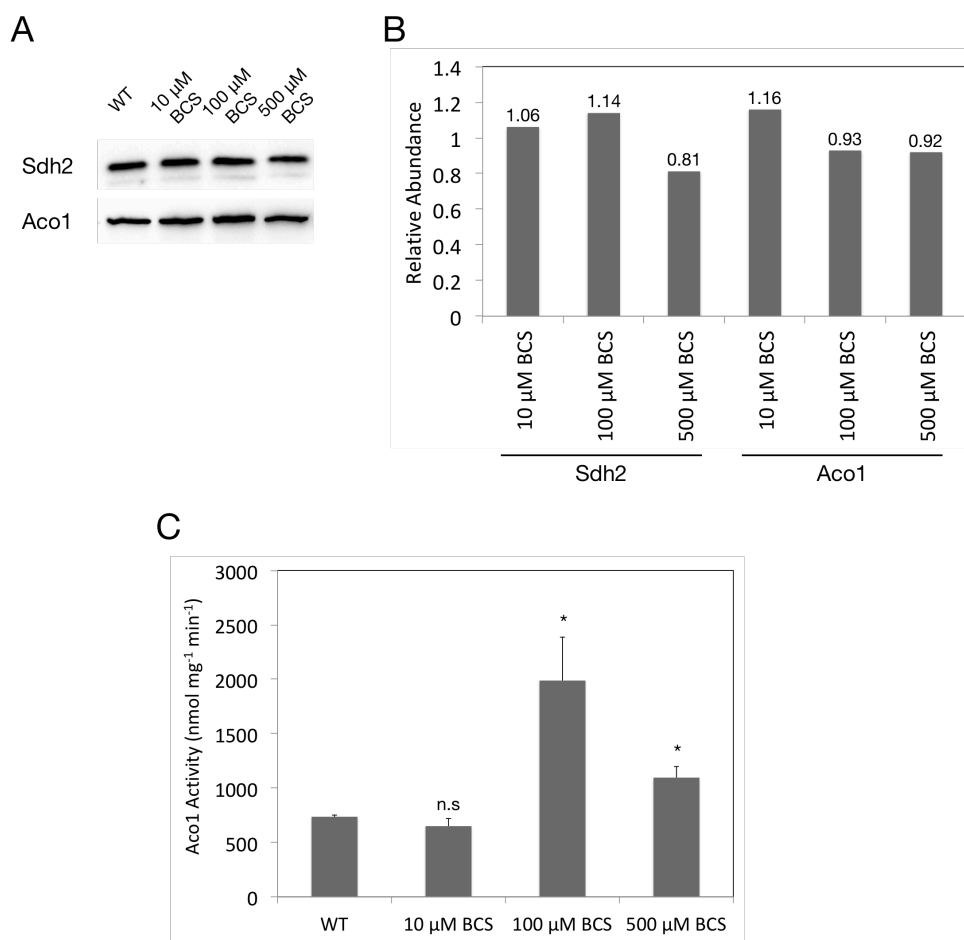 A
WT
10 µM
BCS
100 µM
BCS
500 µM
BCS
Sdh2
Aco1
B
Relative Abundance
1.4
1.2
1
0.8
0.6
0.4
0.2
0
1.06
1.14
0.81
1.16
0.93
0.92
10 µM BCS
100 µM BCS
500 µM BCS
10 µM BCS
100 µM BCS
500 µM BCS
Sdh2
Aco1
C
Aco1 Activity (nmol mg⁻¹ min⁻¹)
3000
2500
2000
1500
1000
500
0
n.s
*
*
WT
10 µM BCS
100 µM BCS
500 µM BCS